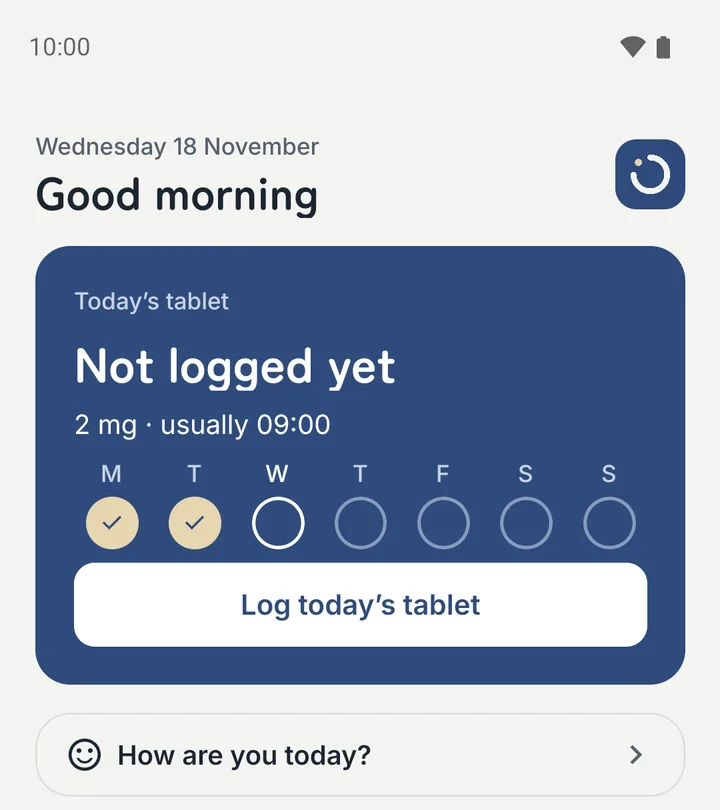 10:00
Wednesday 18 November
Good morning
Today’s tablet
Not logged yet
2 mg · usually 09:00
M T W T F S S
Log today’s tablet
How are you today?